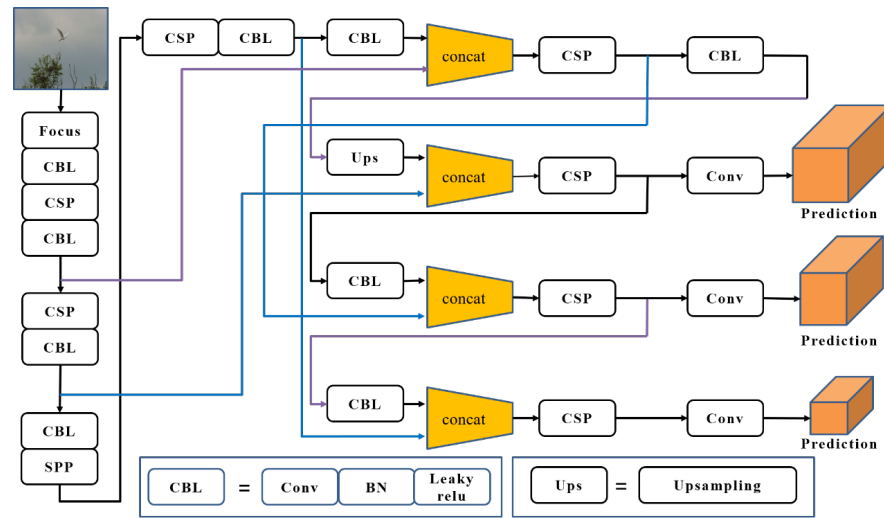 CSP CBL CBL concat CSP CBL
Focus
CBL
CSP
CBL
Ups concat CSP Conv
Prediction
CSP
CBL
CBL concat CSP Conv
Prediction
CBL
SPP
CBL concat CSP Conv
Prediction
CBL = Conv BN Leaky relu
Ups = Upsampling